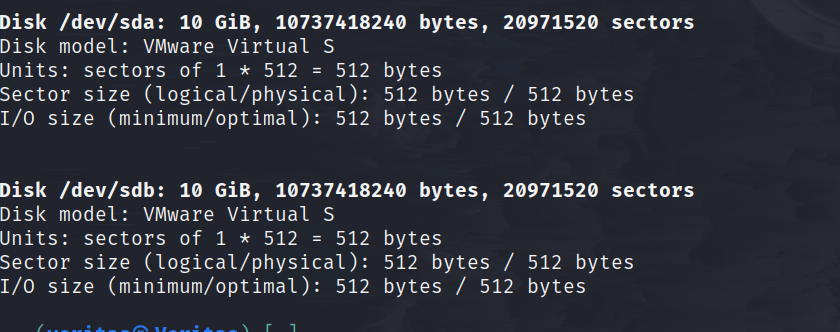 Disk /dev/sda: 10 GiB, 10737418240 bytes, 20971520 sectors
Disk model: VMware Virtual S
Units: sectors of 1 * 512 = 512 bytes
Sector size (logical/physical): 512 bytes / 512 bytes
I/O size (minimum/optimal): 512 bytes / 512 bytes
Disk /dev/sdb: 10 GiB, 10737418240 bytes, 20971520 sectors
Disk model: VMware Virtual S
Units: sectors of 1 * 512 = 512 bytes
Sector size (logical/physical): 512 bytes / 512 bytes
I/O size (minimum/optimal): 512 bytes / 512 bytes